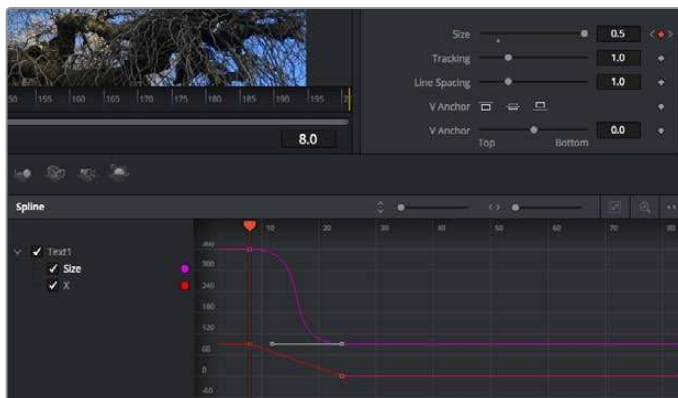 Size 0.5
Tracking 1.0
Line Spacing 1.0
V Anchor
V Anchor 0.0
Top Bottom
155 160 165 170 175 180 185 190 195
8.0
Spline
10 20 30 40 50 60 70 80
Text1
Size
X
300
240
180
120
60
0
-60